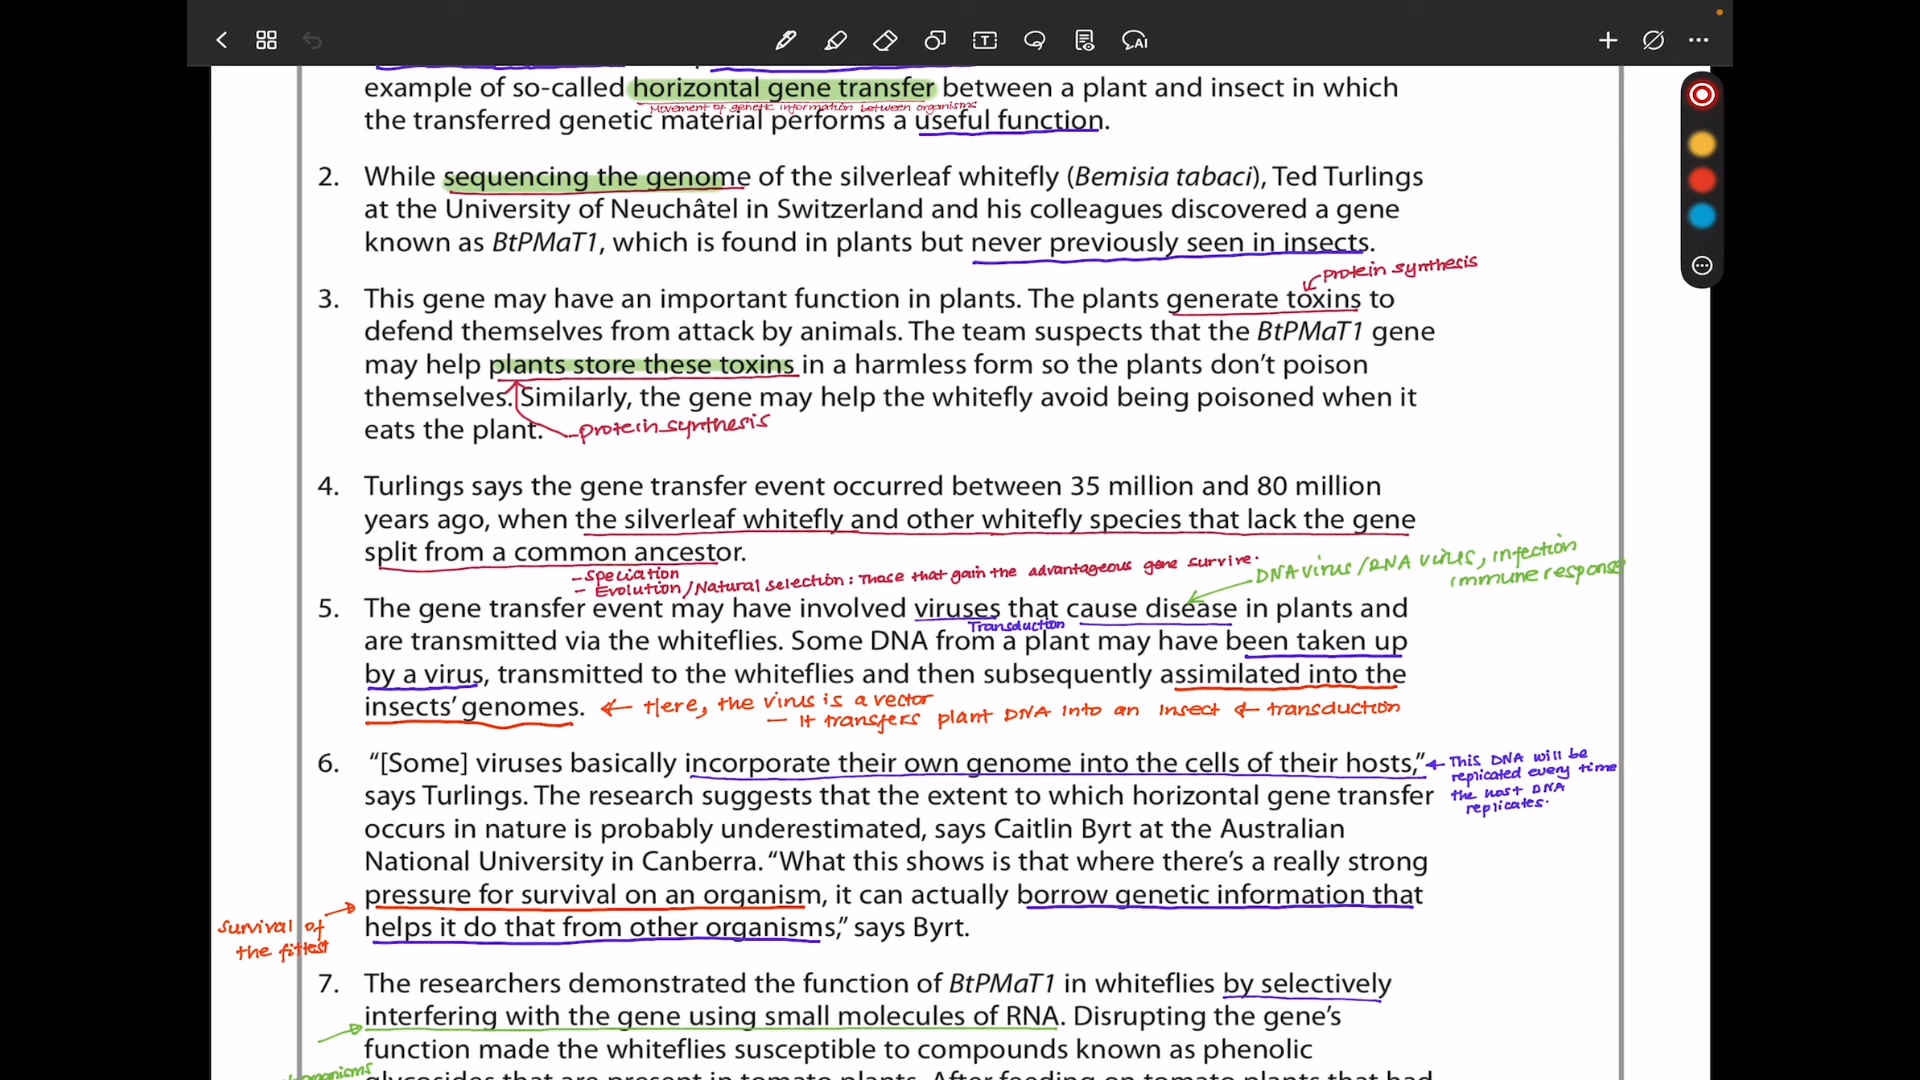 example of so-called horizontal gene transfer between a plant and insect in which
Movement of genetic information between organisms
the transferred genetic material performs a useful function.
2. While sequencing the genome of the silverleaf whitefly (Bemisia tabaci), Ted Turlings
at the University of Neuchâtel in Switzerland and his colleagues discovered a gene
known as BtPMaT1, which is found in plants but never previously seen in insects.
protein synthesis
3. This gene may have an important function in plants. The plants generate toxins to
defend themselves from attack by animals. The team suspects that the BtPMaT1 gene
may help plants store these toxins in a harmless form so the plants don’t poison
themselves. Similarly, the gene may help the whitefly avoid being poisoned when it
eats the plant.
protein synthesis
4. Turlings says the gene transfer event occurred between 35 million and 80 million
years ago, when the silverleaf whitefly and other whitefly species that lack the gene
split from a common ancestor.
- Speciation
- Evolution/Natural selection: Those that gain the advantageous gene survive.
DNA virus/RNA virus, infection
immune response
5. The gene transfer event may have involved viruses that cause disease in plants and
Transduction
are transmitted via the whiteflies. Some DNA from a plant may have been taken up
by a virus, transmitted to the whiteflies and then subsequently assimilated into the
insects’ genomes.
← Here, the virus is a vector
— It transfers plant DNA into an insect ← transduction
6. “[Some] viruses basically incorporate their own genome into the cells of their hosts,”
← This DNA will be
replicated every time
the host DNA
replicates.
says Turlings. The research suggests that the extent to which horizontal gene transfer
occurs in nature is probably underestimated, says Caitlin Byrt at the Australian
National University in Canberra. “What this shows is that where there’s a really strong
pressure for survival on an organism, it can actually borrow genetic information that
helps it do that from other organisms,” says Byrt.
Survival of
the fittest
7. The researchers demonstrated the function of BtPMaT1 in whiteflies by selectively
interfering with the gene using small molecules of RNA. Disrupting the gene’s
function made the whiteflies susceptible to compounds known as phenolic
glycosides that are present in tomato plants. After feeding on tomato plants that had